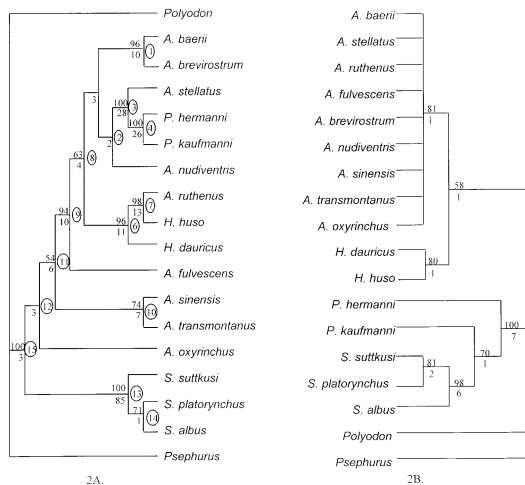 Polyodon
A. baerii
A. brevirostrum
A. stellatus
P. hermanni
P. kaufmanni
A. nudiventris
A. ruthenus
H. huso
H. dauricus
A. fulvescens
A. sinensis
A. transmontanus
A. oxyrinchus
S. suttkusi
S. platorynchus
S. albus
Psephurus
96
10
1
3
100
28
3
100
26
4
2
2
63
4
8
98
13
7
96
11
6
94
10
9
54
6
11
74
7
10
3
12
100
3
15
100
85
13
71
1
14
2A.
A. baerii
A. stellatus
A. ruthenus
A. fulvescens
A. brevirostrum
A. nudiventris
A. sinensis
A. transmontanus
A. oxyrinchus
H. dauricus
H. huso
P. hermanni
P. kaufmanni
S. suttkusi
S. platorynchus
S. albus
Polyodon
Psephurus
81
1
58
1
80
1
100
7
70
1
81
2
98
6
2B.